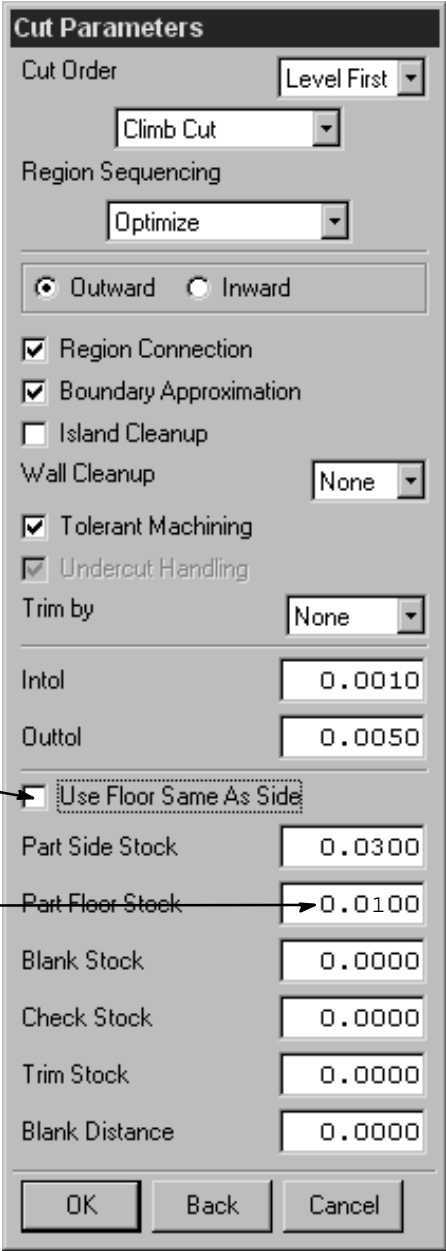 Cut Parameters
Cut Order Level First
Climb Cut
Region Sequencing
Optimize
Outward Inward
Region Connection
Boundary Approximation
Island Cleanup
Wall Cleanup None
Tolerant Machining
Undercut Handling
Trim by None
Intol 0.0010
Outtol 0.0050
Use Floor Same As Side
Part Side Stock 0.0300
Part Floor Stock 0.0100
Blank Stock 0.0000
Check Stock 0.0000
Trim Stock 0.0000
Blank Distance 0.0000
OK Back Cancel